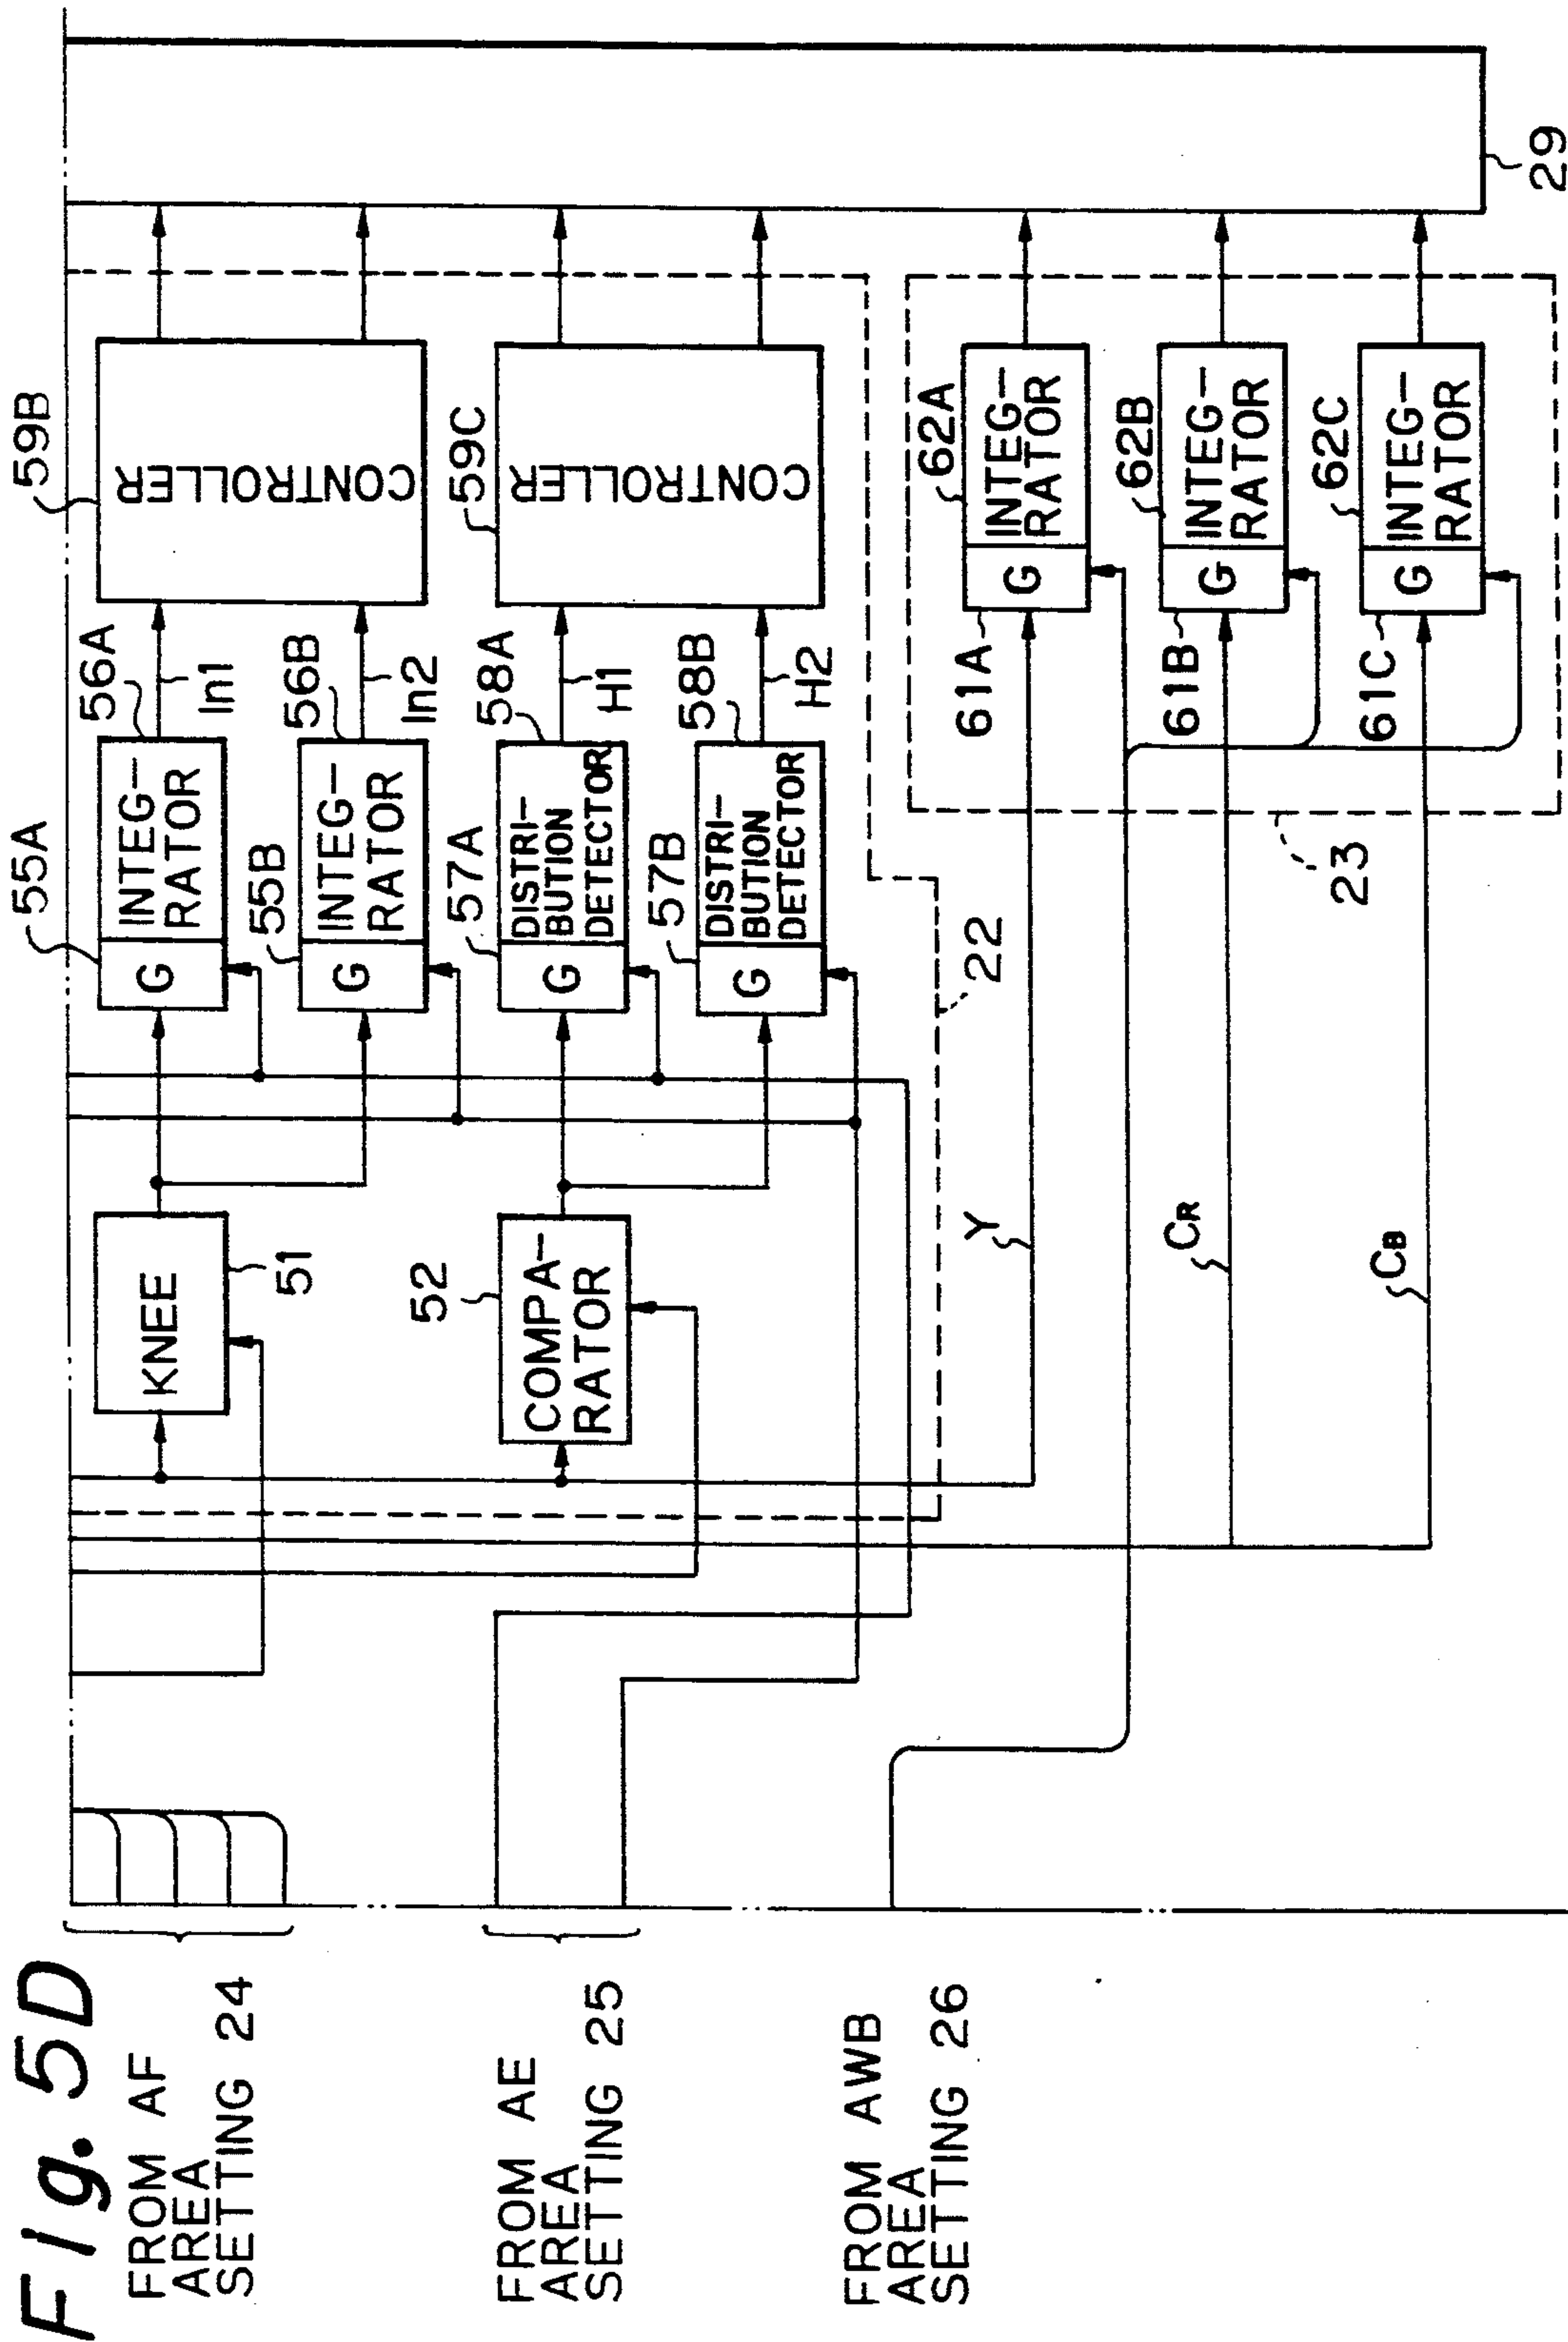 Fig. 5D
FROM AF
AREA
SETTING 24
FROM AE
AREA
SETTING 25
FROM AWB
AREA
SETTING 26
KNEE
51
COMPA-
RATOR
52
55A
G
INTEG-
RATOR
56A
In1
55B
G
INTEG-
RATOR
56B
In2
57A
G
DISTRI-
BUTION
DETECTOR
58A
H1
57B
G
DISTRI-
BUTION
DETECTOR
58B
H2
59B
CONTROLLER
59C
CONTROLLER
22
Y
CR
CB
61A
G
INTEG-
RATOR
62A
61B
G
INTEG-
RATOR
62B
61C
G
INTEG-
RATOR
62C
23
29